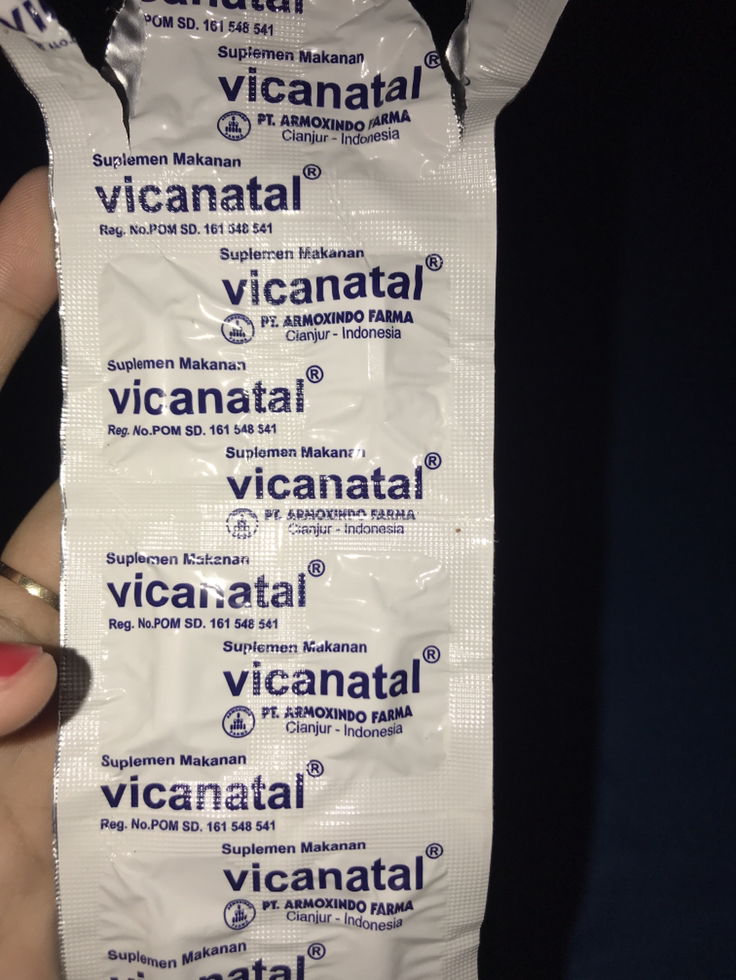 POM SD. 161 548 541
Suplemen Makanan
vicanatal®
PT. ARMOXINDO FARMA
Cianjur - Indonesia
Suplemen Makanan
vicanatal®
Reg. No.POM SD. 161 548 541
Suplemen Makanan
vicanatal®
PT. ARMOXINDO FARMA
Cianjur - Indonesia
Suplemen Makanan
vicanatal®
Reg. No.POM SD. 161 548 541
Suplemen Makanan
vicanatal®
PT. ARMOXINDO FARMA
Cianjur - Indonesia
Suplemen Makanan
vicanatal®
Reg. No.POM SD. 161 548 541
Suplemen Makanan
vicanatal®
PT. ARMOXINDO FARMA
Cianjur - Indonesia
Suplemen Makanan
vicanatal®
Reg. No.POM SD. 161 548 541
Suplemen Makanan
vicanatal®
PT. ARMOXINDO FARMA
Cianjur - Indonesia
Suplemen Makanan
vicanatal®